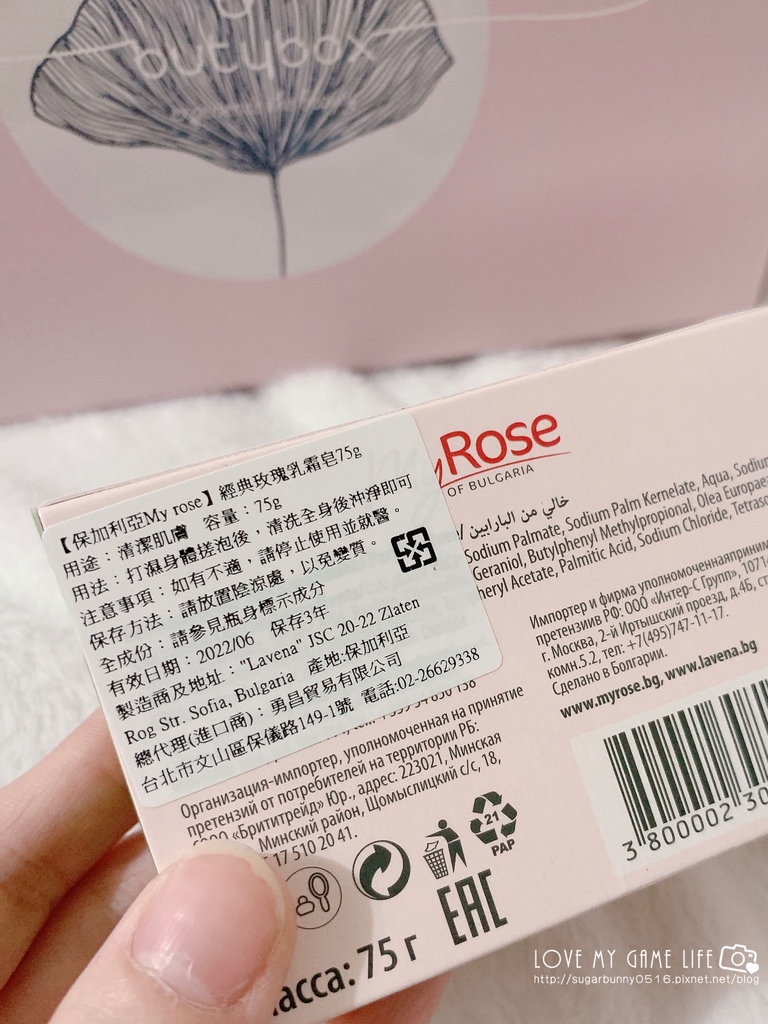 butybox
【保加利亞My rose】經典玫瑰乳霜皂75g
用途：清潔肌膚 容量：75g
用法：打濕身體搓泡後，清洗全身後沖淨即可
注意事項：如有不適，請停止使用並就醫。
保存方法：請放置陰涼處，以免變質。
全成份：請參見瓶身標示成分
有效日期：2022/06 保存3年
製造商及地址："Lavena" JSC 20-22 Zlaten
Rog Str. Sofia, Bulgaria 產地:保加利亞
總代理(進口商)：勇昌貿易有限公司
台北市文山區保儀路149-1號 電話:02-26629338
Rose
OF BULGARIA
خالي من البارابين /
Sodium Palmate, Sodium Palm Kernelate, Aqua, Sodiu
Geraniol, Butylphenyl Methylpropional, Olea Europae
heryl Acetate, Palmitic Acid, Sodium Chloride, Tetraso
Импортер и фирма уполномоченнаяприним
претензиив РФ: ООО «Интер-С Групп», 1071
г. Москва, 2-й Иртышский проезд, д.4Б, ст
комн.5.2, тел: +7(495)747-11-17.
Сделано в Болгарии.
www.myrose.bg, www.lavena.bg
Организация-импортер, уполномоченная на принятие
претензий от потребителей на территории РБ:
«Брититрейд» Юр., адрес: 223021, Минская
Минский район, Щомыслицкий с/с, 18,
17 510 20 41.
21
PAP
EAC
асса: 75 г
3 800002 30
LOVE MY GAME LIFE
http://sugarbunny0516.pixnet.net/blog